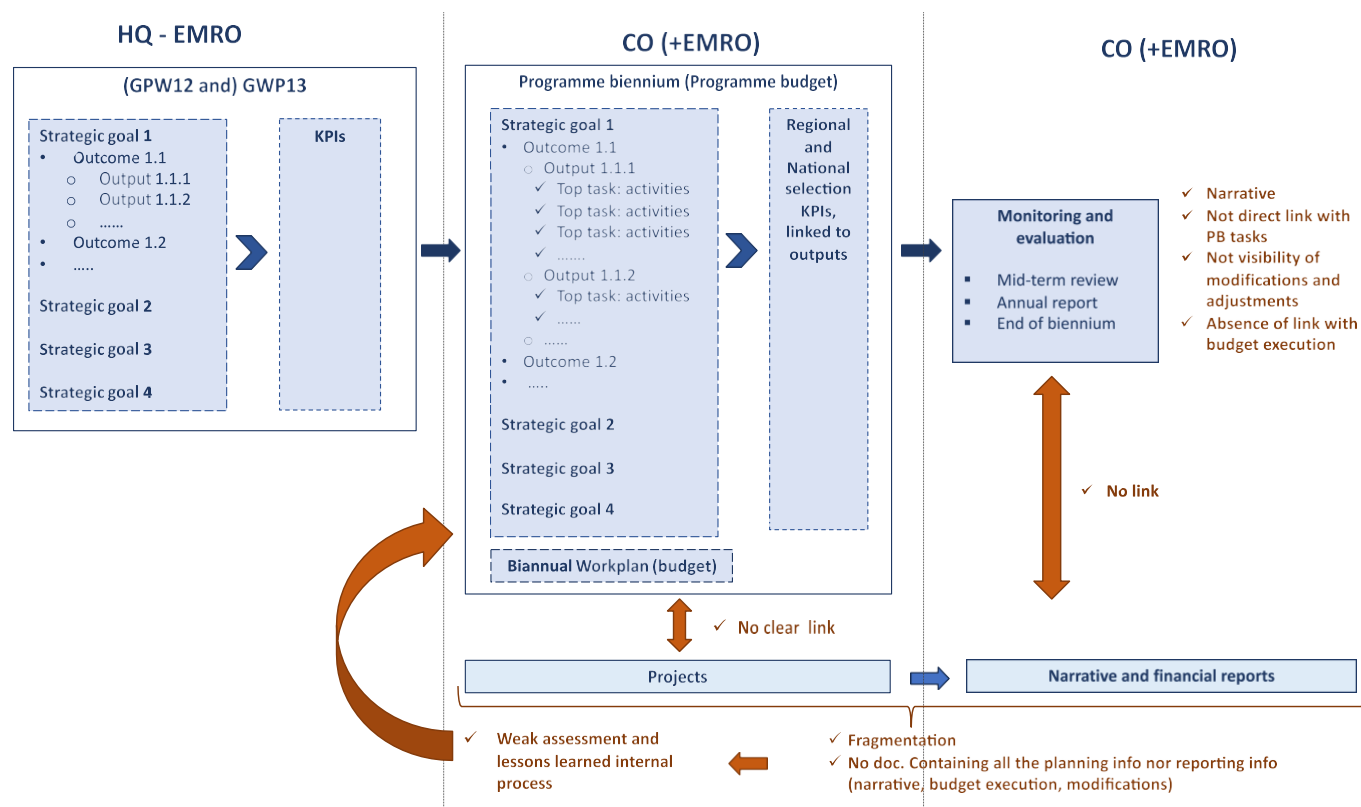 HQ - EMRO
(GPW12 and) GWP13
Strategic goal 1
• Outcome 1.1
o Output 1.1.1
o Output 1.1.2
o ......
• Outcome 1.2
• .....
Strategic goal 2
Strategic goal 3
Strategic goal 4
KPIs
CO (+EMRO)
Programme biennium (Programme budget)
Strategic goal 1
• Outcome 1.1
o Output 1.1.1
✓ Top task: activities
✓ Top task: activities
✓ Top task: activities
✓ .......
o Output 1.1.2
✓ Top task: activities
✓ ......
o ......
• Outcome 1.2
• .....
Strategic goal 2
Strategic goal 3
Strategic goal 4
Regional
and
National
selection
KPIs,
linked to
outputs
Biannual Workplan (budget)
✓ No clear link
Projects
CO (+EMRO)
Monitoring and
evaluation
▪ Mid-term review
▪ Annual report
▪ End of biennium
✓ Narrative
✓ Not direct link with
PB tasks
✓ Not visibility of
modifications and
adjustments
✓ Absence of link with
budget execution
✓ No link
Narrative and financial reports
✓ Fragmentation
✓ No doc. Containing all the planning info nor reporting info
(narrative, budget execution, modifications)
✓ Weak assessment and
lessons learned internal
process